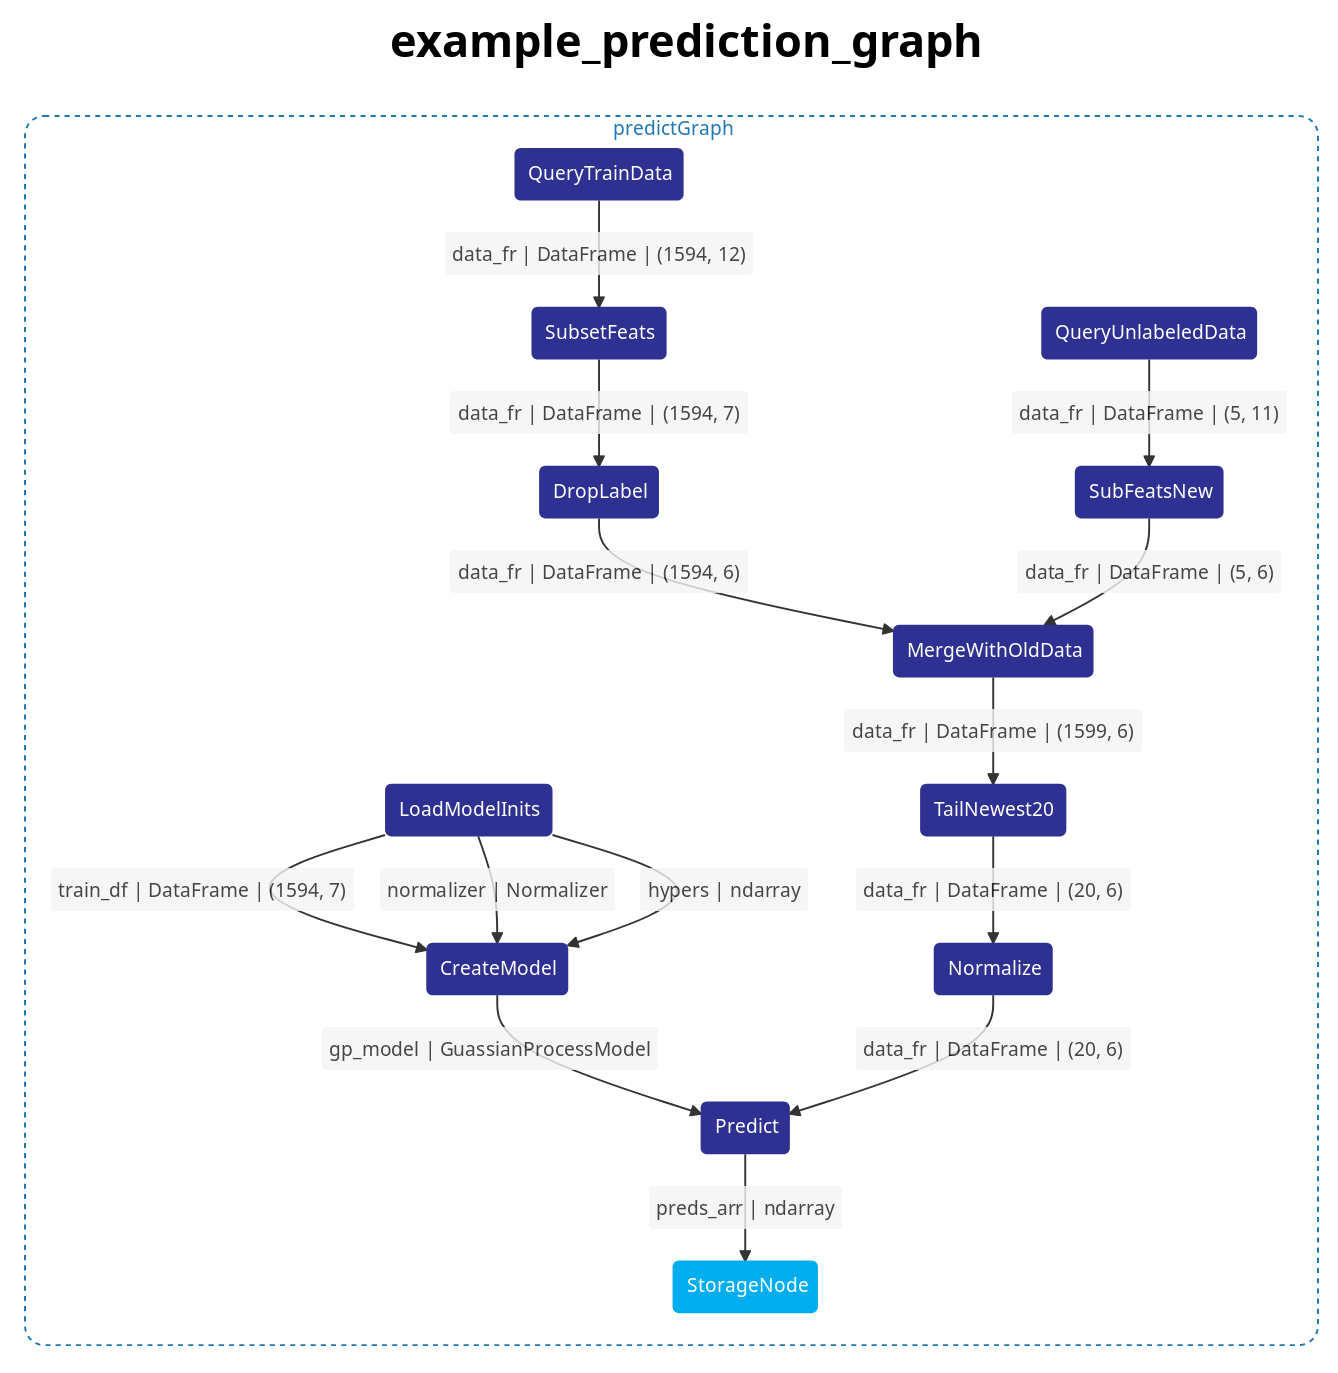 example_prediction_graph
predictGraph
QueryTrainData
data_fr | DataFrame | (1594, 12)
SubsetFeats
QueryUnlabeledData
data_fr | DataFrame | (1594, 7)
data_fr | DataFrame | (5, 11)
DropLabel
SubFeatsNew
data_fr | DataFrame | (1594, 6)
data_fr | DataFrame | (5, 6)
MergeWithOldData
data_fr | DataFrame | (1599, 6)
LoadModelInits
TailNewest20
train_df | DataFrame | (1594, 7)
normalizer | Normalizer
hypers | ndarray
data_fr | DataFrame | (20, 6)
CreateModel
Normalize
gp_model | GuassianProcessModel
data_fr | DataFrame | (20, 6)
Predict
preds_arr | ndarray
StorageNode